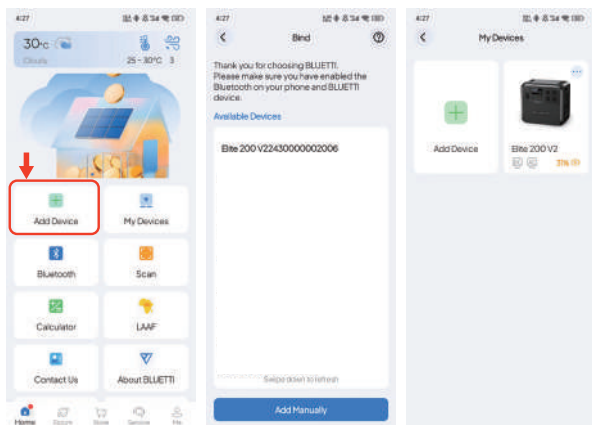 4:27
30°c
Clouds
25~30°C 3
Add Device
My Devices
Bluetooth
Scan
Calculator
LAAF
Contact Us
About BLUETTI
Home
Store
Service
Me
4:27
Bind
Thank you for choosing BLUETTI.
Please make sure you have enabled the
Bluetooth on your phone and BLUETTI
device.
Available Devices
Elite 200 V22430000002006
Swipe down to refresh
Add Manually
4:27
My Devices
Add Device
Elite 200 V2
31%